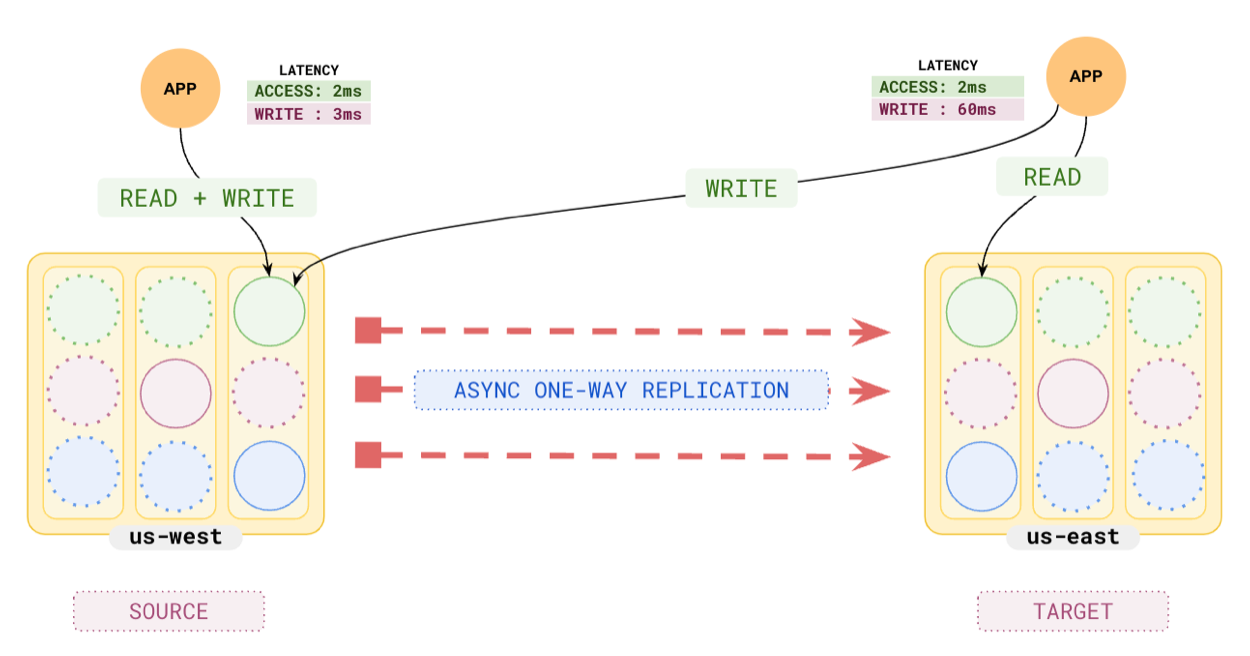 APP
LATENCY
ACCESS: 2ms
WRITE : 3ms
LATENCY
ACCESS: 2ms
WRITE : 60ms
APP
READ + WRITE
WRITE
READ
ASYNC ONE-WAY REPLICATION
us-west
us-east
SOURCE
TARGET